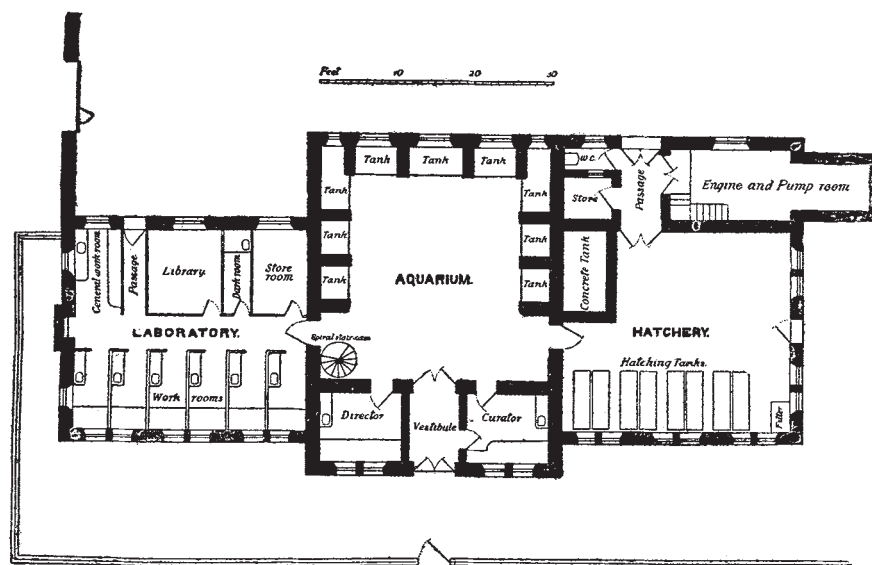 Feet 10 20 30
W.C.
Tank Tank Tank
Tank Tank
Store
Passage
Engine and Pump room
General work room
Passage
Library.
Dark room
Store room
Tank Tank
Tank Tank
Concrete Tank
AQUARIUM.
LABORATORY.
HATCHERY.
Spiral staircase
Hatching Tanks.
Work rooms
Director
Vestibule
Curator
Filter